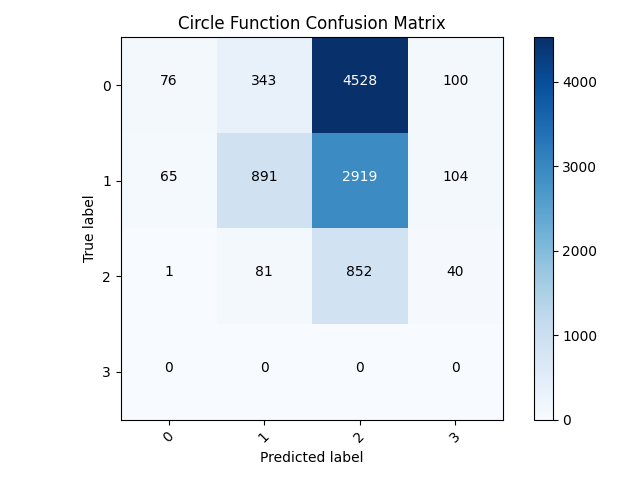 Circle Function Confusion Matrix
0 76 343 4528 100
1 65 891 2919 104
2 1 81 852 40
3 0 0 0 0
0 1 2 3
True label
Predicted label
4000
3000
2000
1000
0